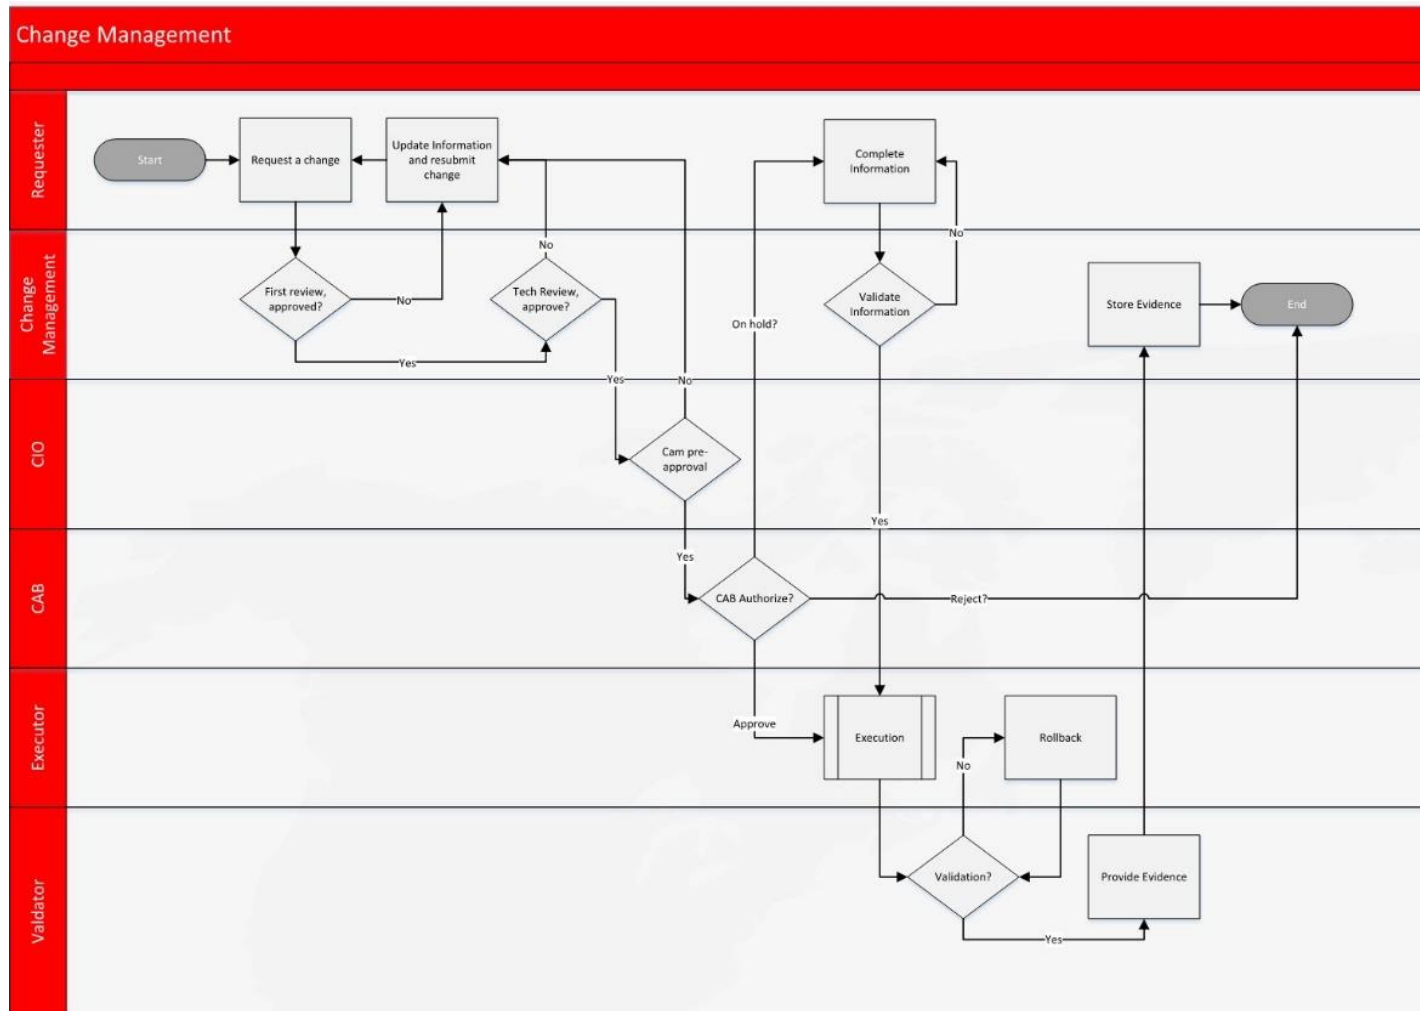 Change Management
Requester
Start
Request a change
Update Information
and resubmit
change
Complete
Information
No
No
Change
Management
First review,
approved?
No
Tech Review,
approve?
Validate
Information
On hold?
Store Evidence
End
Yes
Yes
No
CIO
Cam pre-
approval
Yes
Yes
CAB
CAB Authorize?
Reject?
Executor
Approve
Execution
Rollback
No
Valdator
Validation?
Provide Evidence
Yes